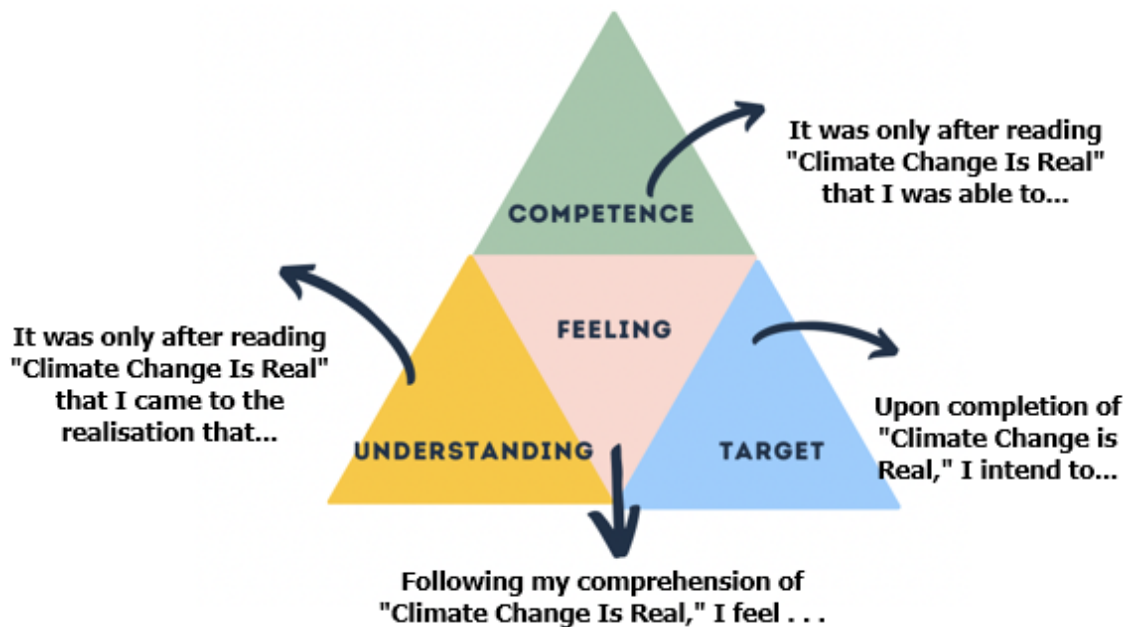 It was only after reading
"Climate Change Is Real"
that I was able to...
COMPETENCE
FEELING
It was only after reading
"Climate Change Is Real"
that I came to the
realisation that...
UNDERSTANDING
TARGET
Upon completion of
"Climate Change is
Real," I intend to...
Following my comprehension of
"Climate Change Is Real," I feel . . .